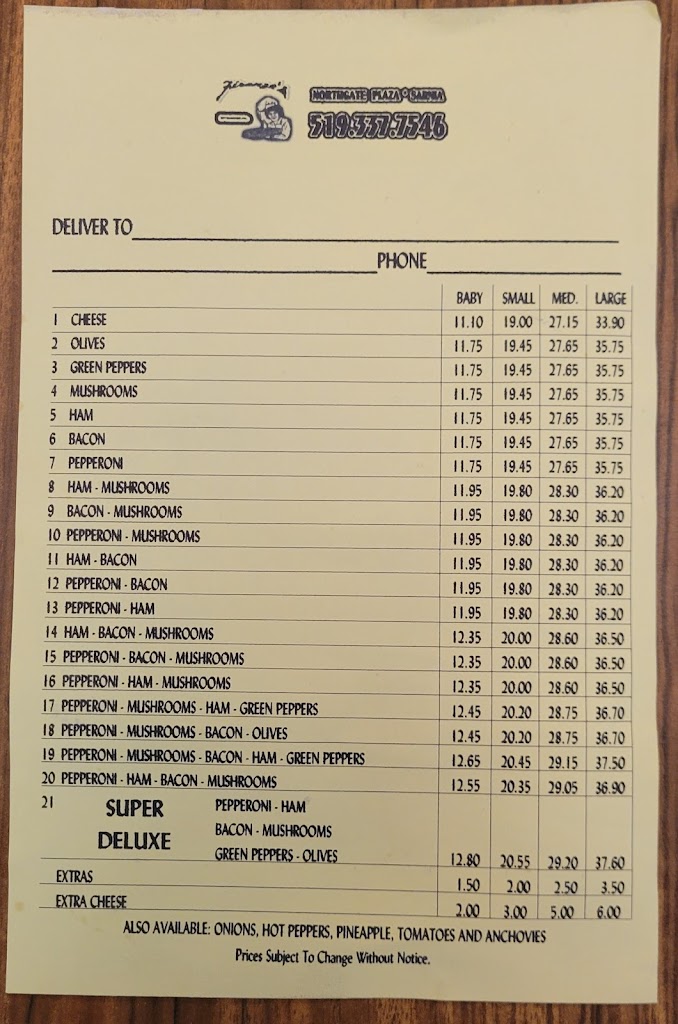 NORTHGATE PLAZA SARNIA
519.337.7546
DELIVER TO
PHONE
BABY SMALL MED. LARGE
1 CHEESE 11.10 19.00 27.15 33.90
2 OLIVES 11.75 19.45 27.65 35.75
3 GREEN PEPPERS 11.75 19.45 27.65 35.75
4 MUSHROOMS 11.75 19.45 27.65 35.75
5 HAM 11.75 19.45 27.65 35.75
6 BACON 11.75 19.45 27.65 35.75
7 PEPPERONI 11.75 19.45 27.65 35.75
8 HAM - MUSHROOMS 11.95 19.80 28.30 36.20
9 BACON - MUSHROOMS 11.95 19.80 28.30 36.20
10 PEPPERONI - MUSHROOMS 11.95 19.80 28.30 36.20
11 HAM - BACON 11.95 19.80 28.30 36.20
12 PEPPERONI - BACON 11.95 19.80 28.30 36.20
13 PEPPERONI - HAM 11.95 19.80 28.30 36.20
14 HAM - BACON - MUSHROOMS 12.35 20.00 28.60 36.50
15 PEPPERONI - BACON - MUSHROOMS 12.35 20.00 28.60 36.50
16 PEPPERONI - HAM - MUSHROOMS 12.35 20.00 28.60 36.50
17 PEPPERONI - MUSHROOMS - HAM - GREEN PEPPERS 12.45 20.20 28.75 36.70
18 PEPPERONI - MUSHROOMS - BACON - OLIVES 12.45 20.20 28.75 36.70
19 PEPPERONI - MUSHROOMS - BACON - HAM - GREEN PEPPERS 12.65 20.45 29.15 37.50
20 PEPPERONI - HAM - BACON - MUSHROOMS 12.55 20.35 29.05 36.90
21 SUPER DELUXE PEPPERONI - HAM
BACON - MUSHROOMS
GREEN PEPPERS - OLIVES 12.80 20.55 29.20 37.60
EXTRAS 1.50 2.00 2.50 3.50
EXTRA CHEESE 2.00 3.00 5.00 6.00
ALSO AVAILABLE: ONIONS, HOT PEPPERS, PINEAPPLE, TOMATOES AND ANCHOVIES
Prices Subject To Change Without Notice.